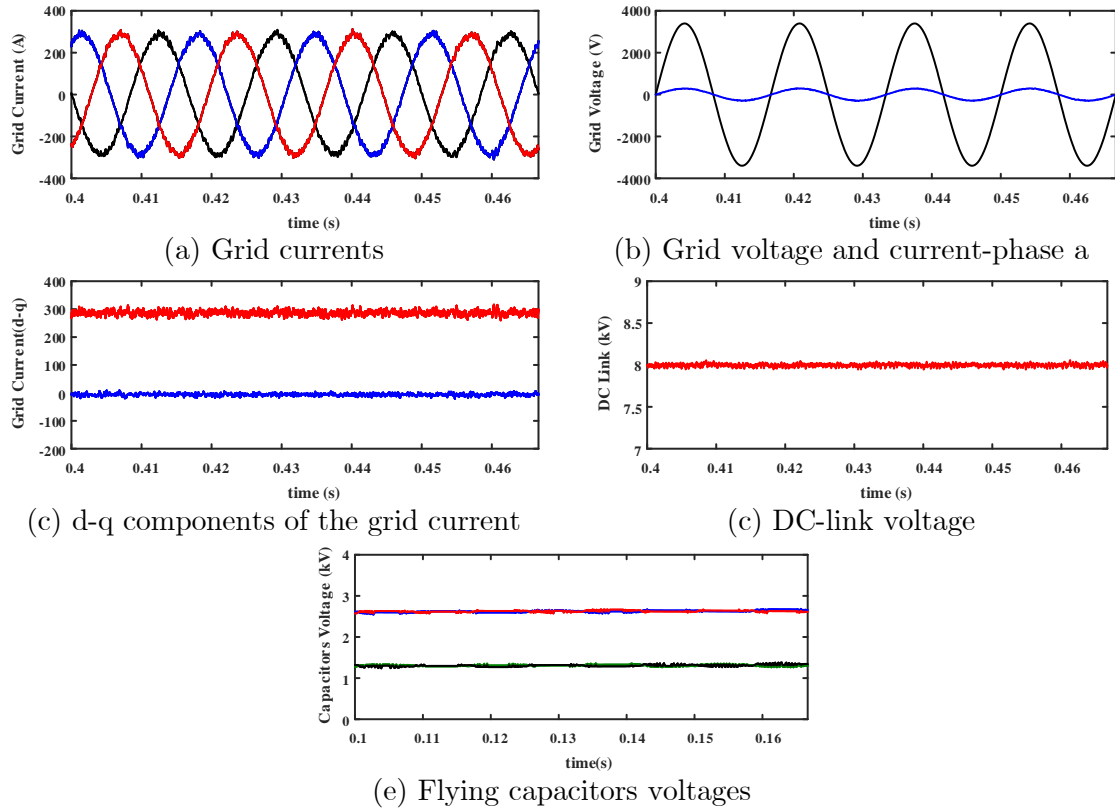 Grid Current (A)
400
200
0
-200
-400
0.4 0.41 0.42 0.43 0.44 0.45 0.46
time (s)
(a) Grid currents
Grid Voltage (V)
4000
2000
0
-2000
-4000
0.4 0.41 0.42 0.43 0.44 0.45 0.46
time (s)
(b) Grid voltage and current-phase a
Grid Current(d-q)
400
300
200
100
0
-100
-200
0.4 0.41 0.42 0.43 0.44 0.45 0.46
time (s)
(c) d-q components of the grid current
DC Link (kV)
9
8.5
8
7.5
7
0.4 0.41 0.42 0.43 0.44 0.45 0.46
time (s)
(c) DC-link voltage
Capacitors Voltage (kV)
4
3
2
1
0
0.1 0.11 0.12 0.13 0.14 0.15 0.16
time(s)
(e) Flying capacitors voltages